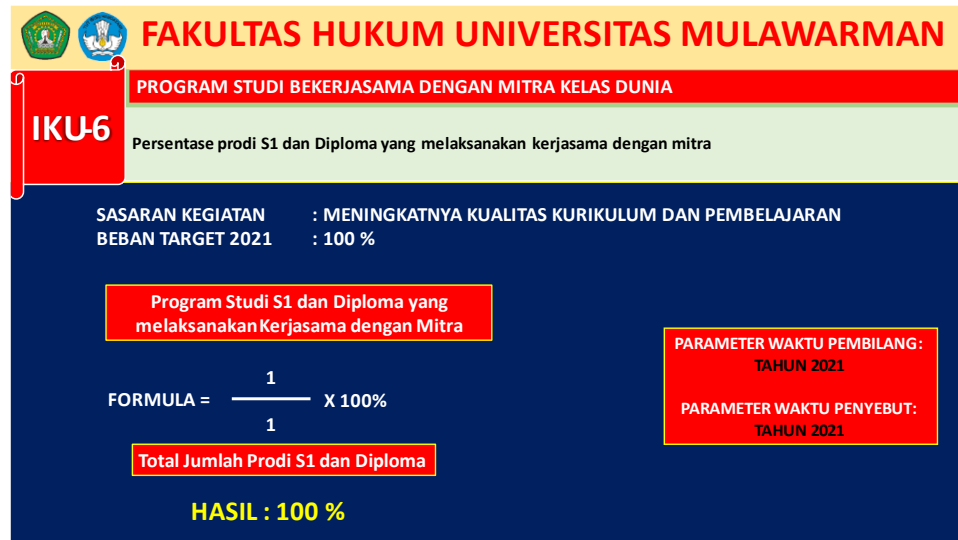 FAKULTAS HUKUM UNIVERSITAS MULAWARMAN
PROGRAM STUDI BEKERJASAMA DENGAN MITRA KELAS DUNIA
IKU-6
Persentase prodi S1 dan Diploma yang melaksanakan kerjasama dengan mitra
SASARAN KEGIATAN : MENINGKATNYA KUALITAS KURIKULUM DAN PEMBELAJARAN
BEBAN TARGET 2021 : 100 %
Program Studi S1 dan Diploma yang
melaksanakan Kerjasama dengan Mitra
1
FORMULA = X 100%
1
Total Jumlah Prodi S1 dan Diploma
HASIL : 100 %
PARAMETER WAKTU PEMBILANG:
TAHUN 2021
PARAMETER WAKTU PENYEBUT:
TAHUN 2021